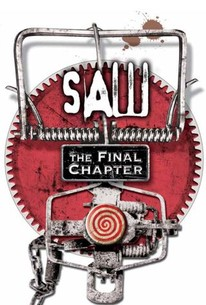 SAW
THE FINAL
CHAPTER